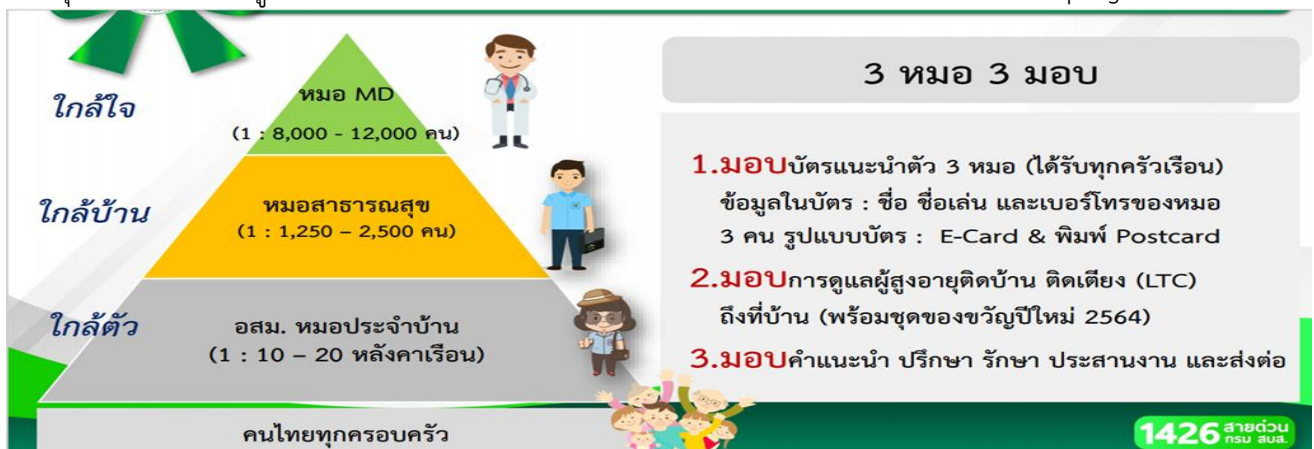 ใกล้ใจ
หมอ MD
(1 : 8,000 - 12,000 คน)
ใกล้บ้าน
หมอสาธารณสุข
(1 : 1,250 – 2,500 คน)
ใกล้ตัว
อสม. หมอประจำบ้าน
(1 : 10 – 20 หลังคาเรือน)
คนไทยทุกครอบครัว
3 หมอ 3 มอบ
1.มอบบัตรแนะนำตัว 3 หมอ (ได้รับทุกครัวเรือน)
ข้อมูลในบัตร : ชื่อ ชื่อเล่น และเบอร์โทรของหมอ
3 คน รูปแบบบัตร : E-Card & พิมพ์ Postcard
2.มอบการดูแลผู้สูงอายุติดบ้าน ติดเตียง (LTC)
ถึงที่บ้าน (พร้อมชุดของขวัญปีใหม่ 2564)
3.มอบคำแนะนำ ปรึกษา รักษา ประสานงาน และส่งต่อ
1426 สายด่วน
กรม สบส.